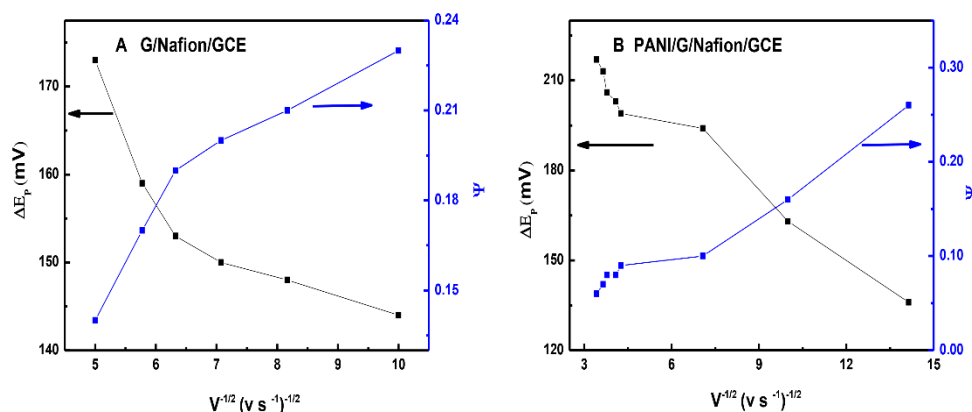 A G/Nafion/GCE
ΔE_P (mV)
170
160
150
140
5 6 7 8 9 10
V^-1/2 (v s^-1)^-1/2
0.24
0.21
0.18
0.15
Ψ
B PANI/G/Nafion/GCE
ΔE_P (mV)
210
180
150
120
3 6 9 12 15
V^-1/2 (v s^-1)^-1/2
0.30
0.20
0.10
0.00
Ψ